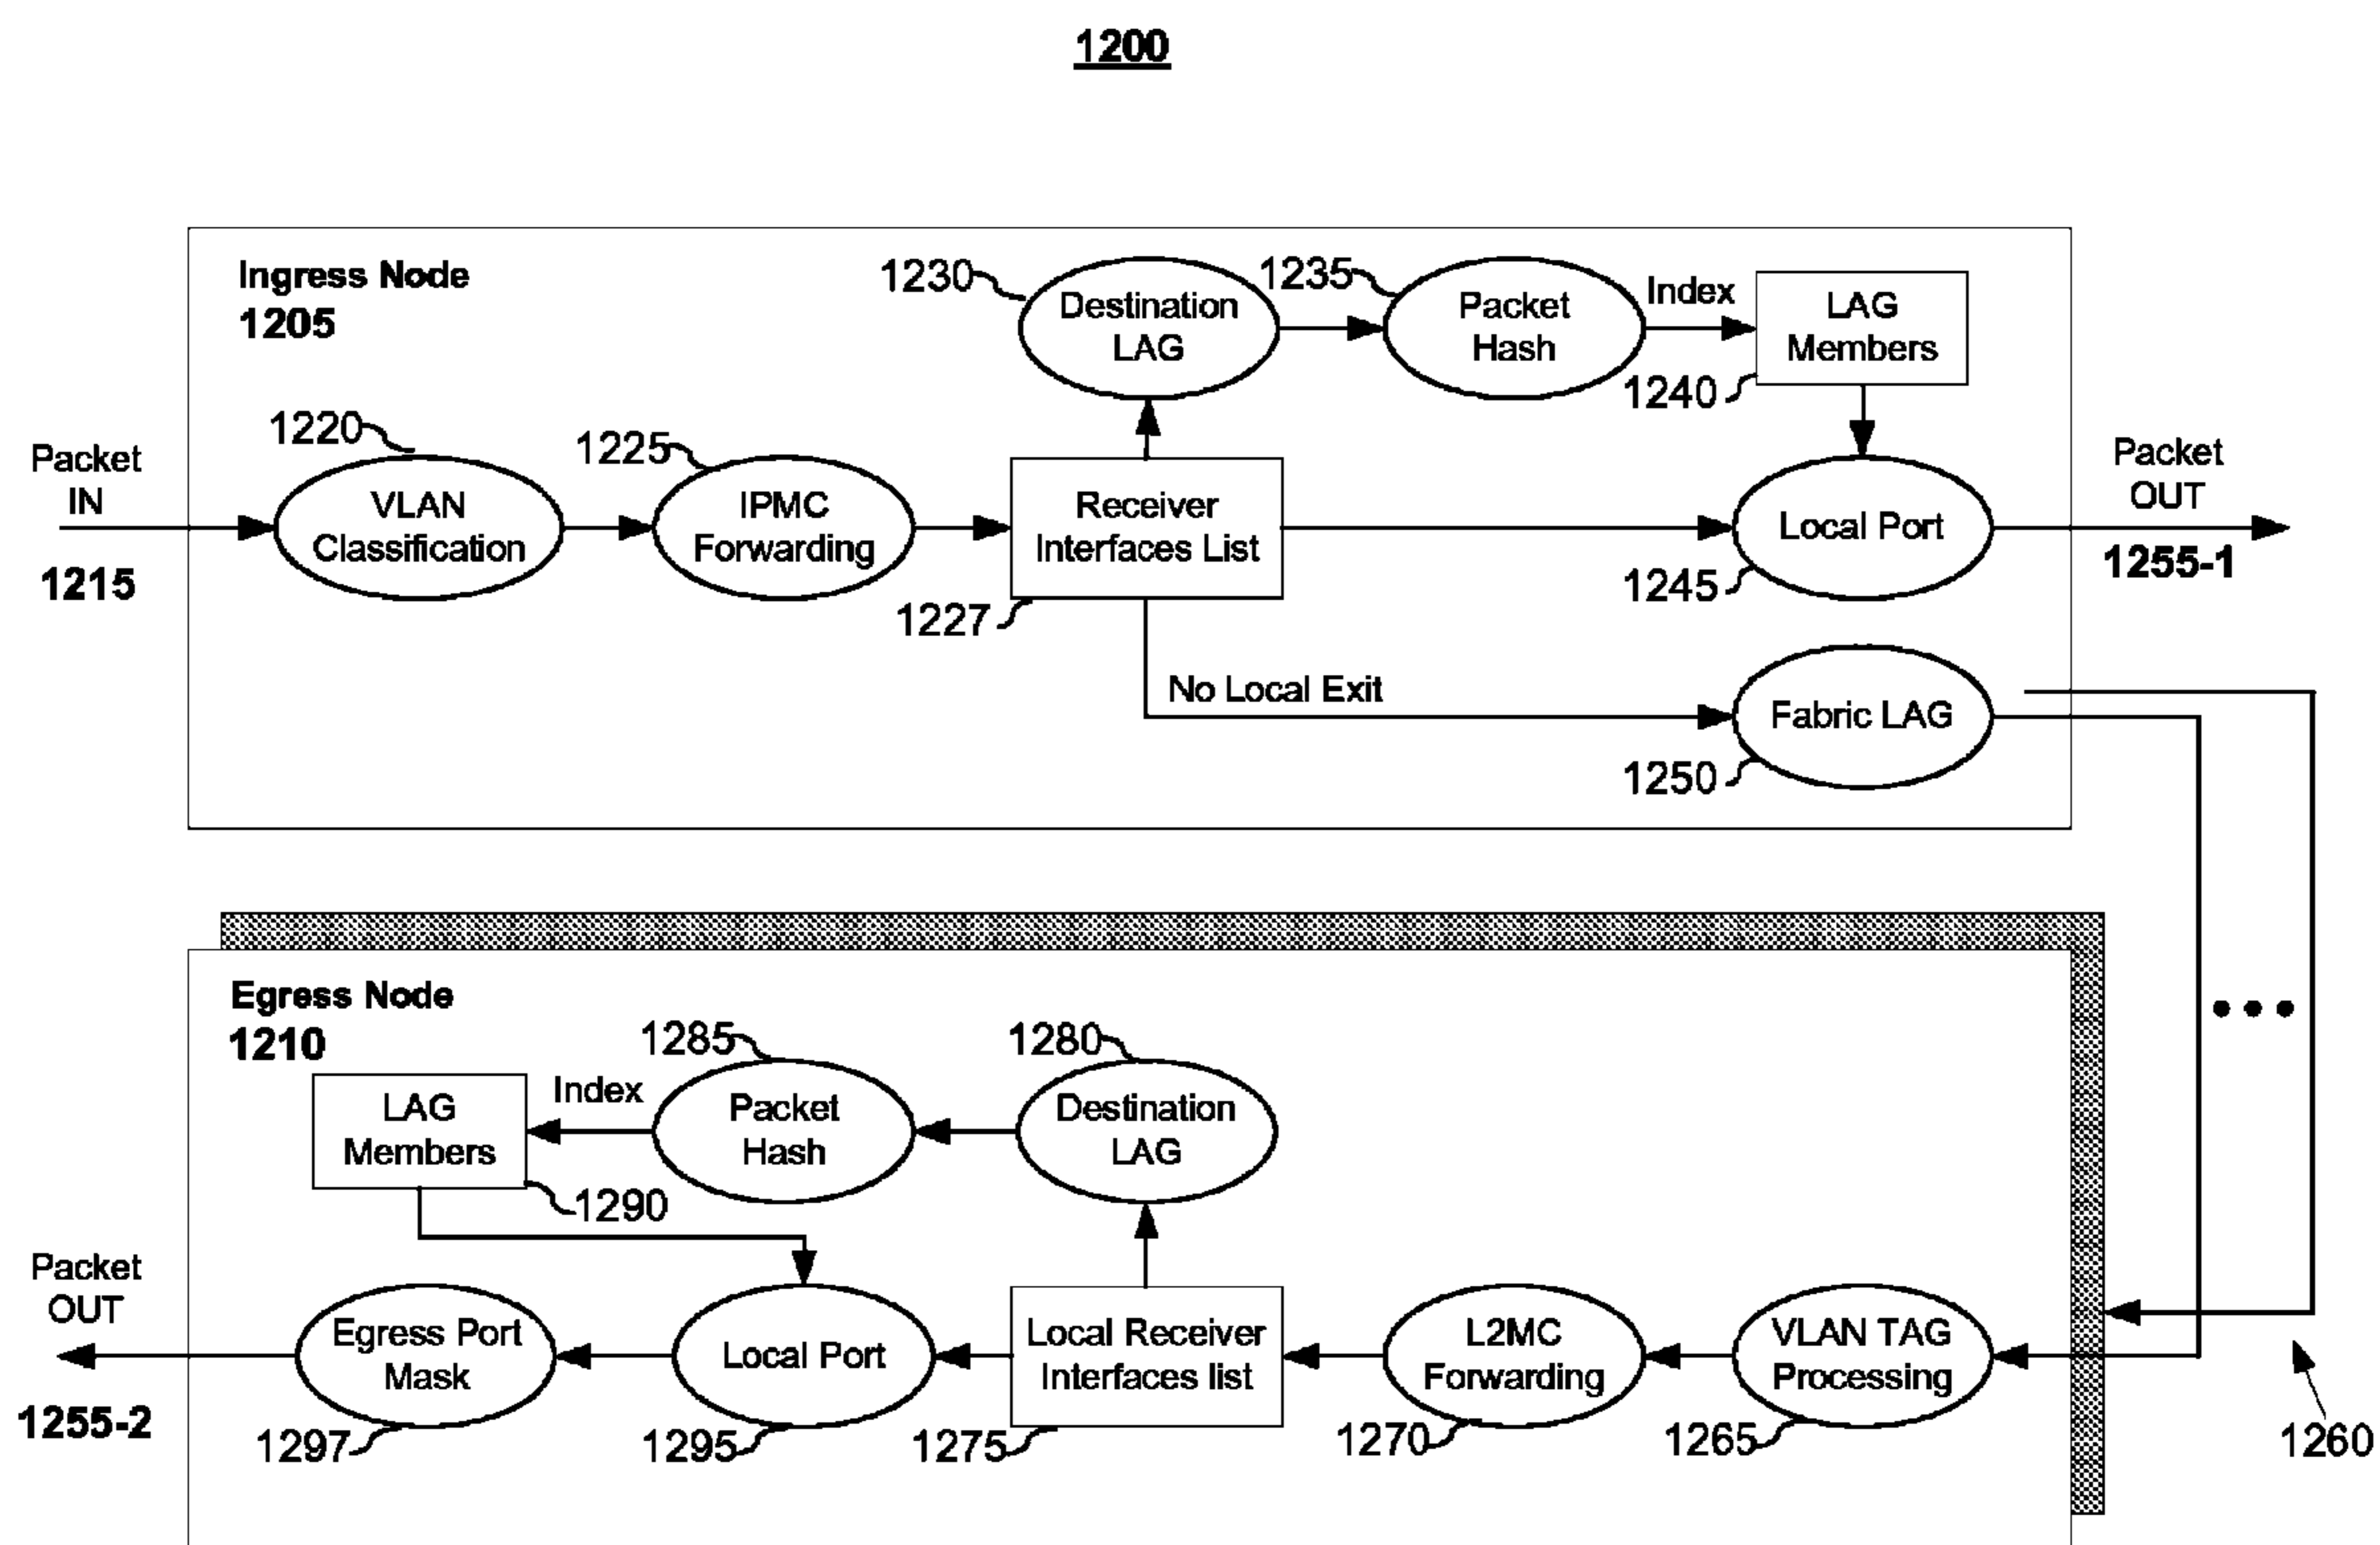 1200
Ingress Node
1205
1230
Destination
LAG
1235
Packet
Hash
Index
LAG
Members
1240
Packet
IN
1215
1220
VLAN
Classification
1225
IPMC
Forwarding
Receiver
Interfaces List
1227
Local Port
1245
Packet
OUT
1255-1
No Local Exit
Fabric LAG
1250
Egress Node
1210
LAG
Members
1290
Index
1285
Packet
Hash
1280
Destination
LAG
Packet
OUT
1255-2
Egress Port
Mask
1297
Local Port
1295
Local Receiver
Interfaces list
1275
L2MC
Forwarding
1270
VLAN TAG
Processing
1265
1260